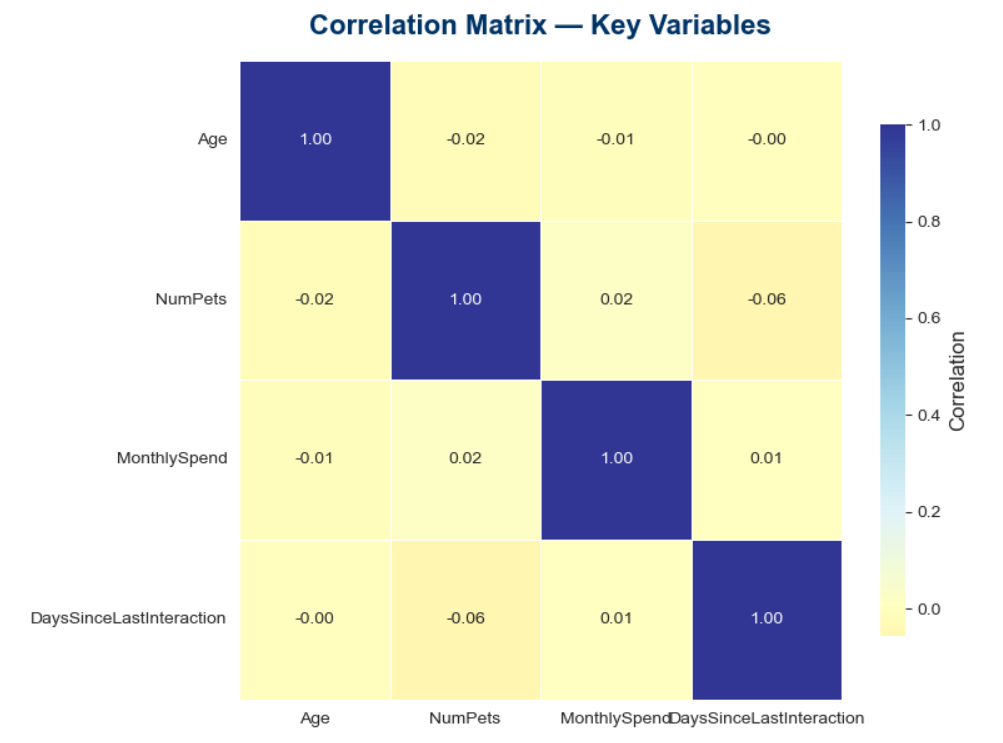 Correlation Matrix — Key Variables
Age 1.00 -0.02 -0.01 -0.00 1.0
0.8
NumPets -0.02 1.00 0.02 -0.06 0.6
Correlation
0.4
MonthlySpend -0.01 0.02 1.00 0.01
0.2
DaysSinceLastInteraction -0.00 -0.06 0.01 1.00 0.0
Age NumPets MonthlySpend DaysSinceLastInteraction